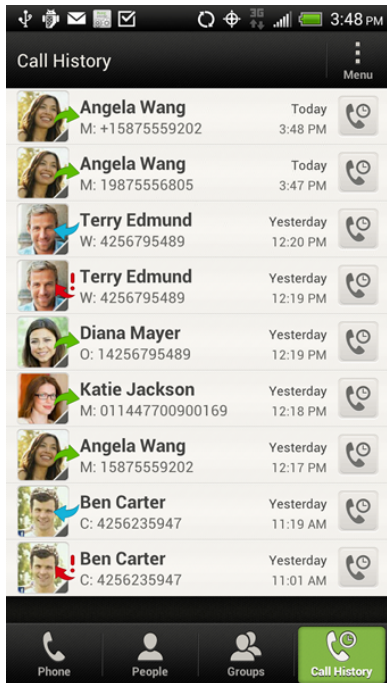 3G
3:48 PM
Call History
Menu
Angela Wang Today
M: +15875559202 3:48 PM
Angela Wang Today
M: 19875556805 3:47 PM
Terry Edmund Yesterday
W: 4256795489 12:20 PM
Terry Edmund Yesterday
W: 4256795489 12:19 PM
Diana Mayer Yesterday
O: 14256795489 12:19 PM
Katie Jackson Yesterday
M: 011447700900169 12:18 PM
Angela Wang Yesterday
M: 15875559202 12:17 PM
Ben Carter Yesterday
C: 4256235947 11:19 AM
Ben Carter Yesterday
C: 4256235947 11:01 AM
Phone People Groups Call History